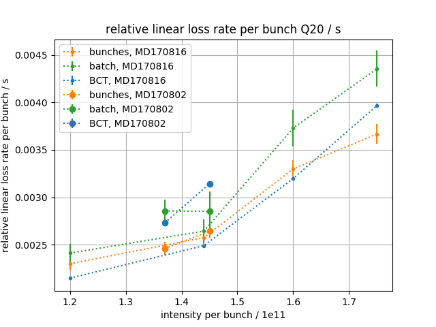 relative linear loss rate per bunch Q20 / s
relative linear loss rate per bunch / s
0.0045
0.0040
0.0035
0.0030
0.0025
bunches, MD170816
batch, MD170816
BCT, MD170816
bunches, MD170802
batch, MD170802
BCT, MD170802
1.2 1.3 1.4 1.5 1.6 1.7
intensity per bunch / 1e11